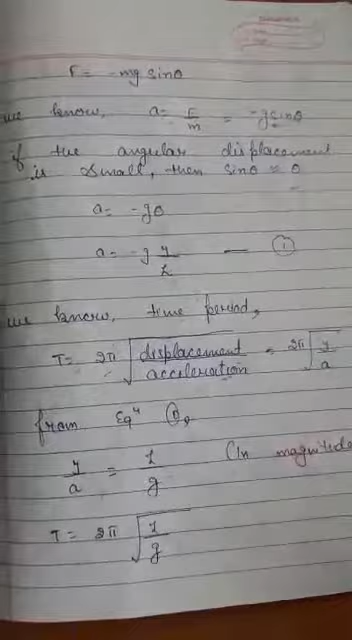 F = -mg sinθ
we know, a = F/m = -g sinθ
if the angular displacement
is small, then sinθ ≈ θ
a = -gθ
a = -g y/L — ①
we know, time period,
T = 2π √(displacement/acceleration) = 2π √(y/a)
from Eqⁿ ①,
y/a = L/g (In magnitude
T = 2π √(L/g)